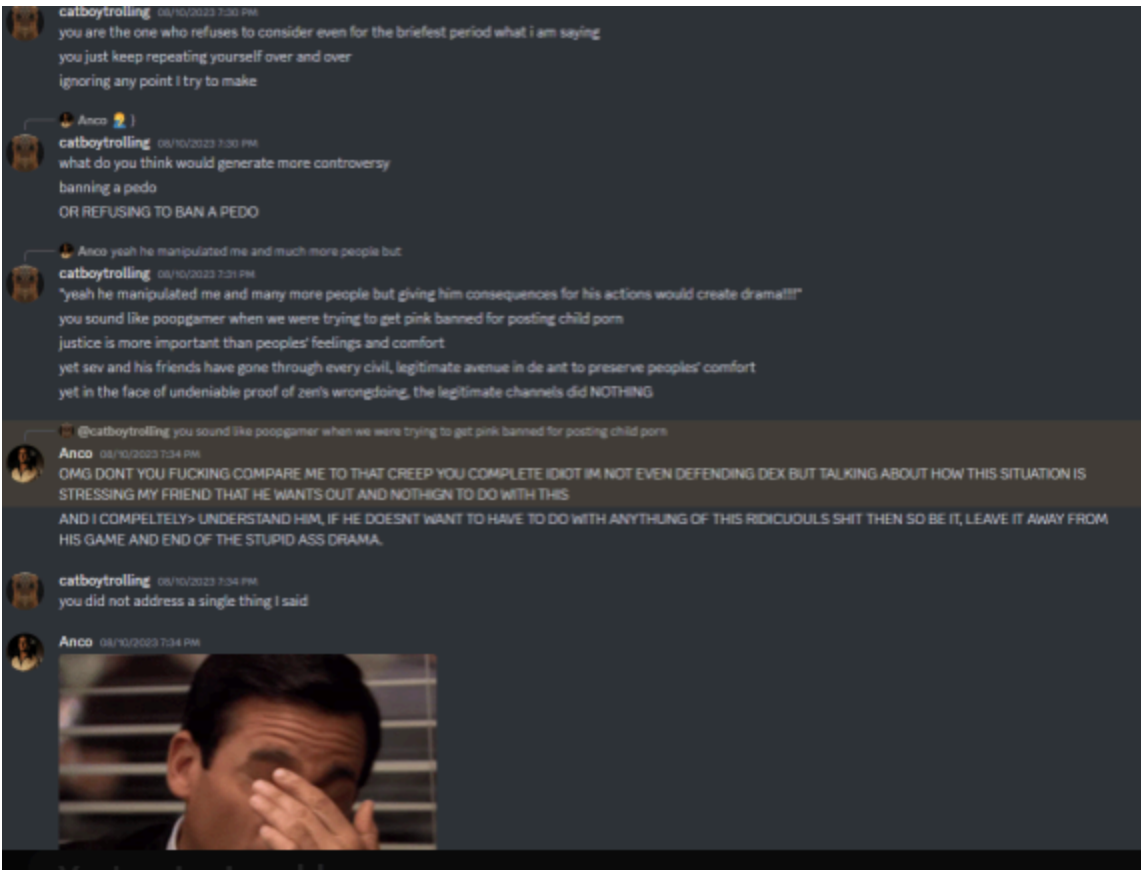 catboytrolling 08/10/2023 7:30 PM
you are the one who refuses to consider even for the briefest period what i am saying
you just keep repeating yourself over and over
ignoring any point I try to make
Anco 🤦 )
catboytrolling 08/10/2023 7:30 PM
what do you think would generate more controversy
banning a pedo
OR REFUSING TO BAN A PEDO
Anco yeah he manipulated me and much more people but
catboytrolling 08/10/2023 7:31 PM
"yeah he manipulated me and many more people but giving him consequences for his actions would create drama!!!!"
you sound like poopgamer when we were trying to get pink banned for posting child porn
justice is more important than peoples' feelings and comfort
yet sev and his friends have gone through every civil, legitimate avenue in de ant to preserve peoples' comfort
yet in the face of undeniable proof of zen's wrongdoing, the legitimate channels did NOTHING
@catboytrolling you sound like poopgamer when we were trying to get pink banned for posting child porn
Anco 08/10/2023 7:34 PM
OMG DONT YOU FUCKING COMPARE ME TO THAT CREEP YOU COMPLETE IDIOT IM NOT EVEN DEFENDING DEX BUT TALKING ABOUT HOW THIS SITUATION IS
STRESSING MY FRIEND THAT HE WANTS OUT AND NOTHIGN TO DO WITH THIS
AND I COMPELTELY> UNDERSTAND HIM, IF HE DOESNT WANT TO HAVE TO DO WITH ANYTHUNG OF THIS RIDICUOULS SHIT THEN SO BE IT, LEAVE IT AWAY FROM
HIS GAME AND END OF THE STUPID ASS DRAMA.
catboytrolling 08/10/2023 7:34 PM
you did not address a single thing I said
Anco 08/10/2023 7:34 PM